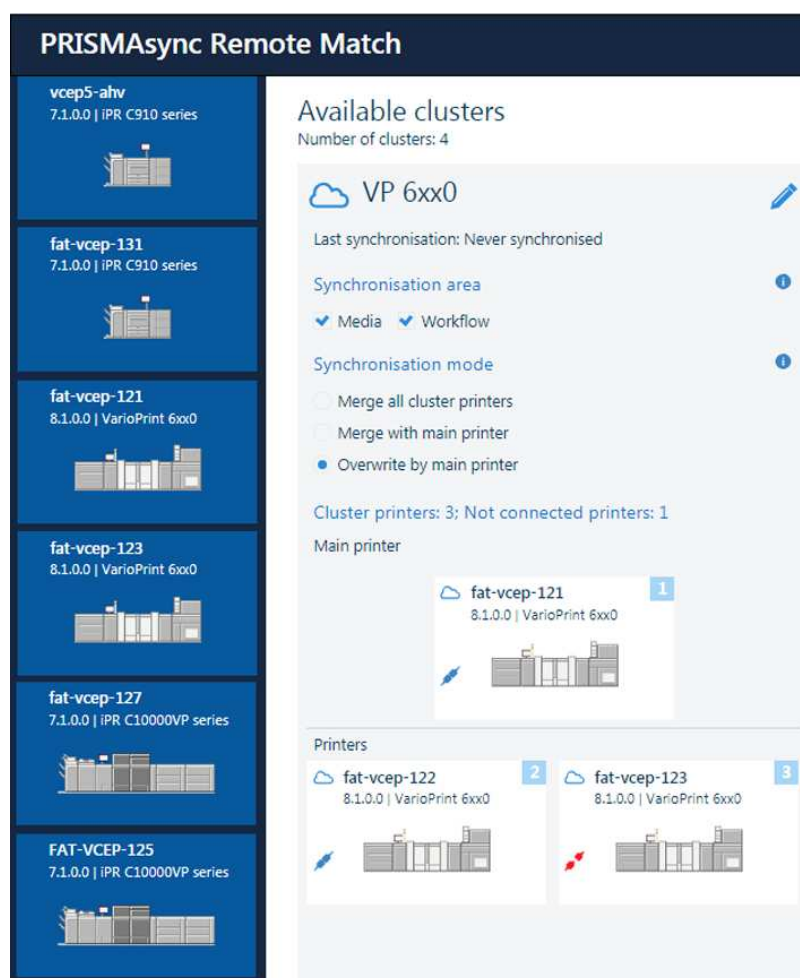 PRISMAsync Remote Match
vcep5-ahv
7.1.0.0 | iPR C910 series
fat-vcep-131
7.1.0.0 | iPR C910 series
fat-vcep-121
8.1.0.0 | VarioPrint 6xx0
fat-vcep-123
8.1.0.0 | VarioPrint 6xx0
fat-vcep-127
7.1.0.0 | iPR C10000VP series
FAT-VCEP-125
7.1.0.0 | iPR C10000VP series
Available clusters
Number of clusters: 4
VP 6xx0
Last synchronisation: Never synchronised
Synchronisation area
Media Workflow
Synchronisation mode
Merge all cluster printers
Merge with main printer
Overwrite by main printer
Cluster printers: 3; Not connected printers: 1
Main printer
fat-vcep-121 1
8.1.0.0 | VarioPrint 6xx0
Printers
fat-vcep-122 2
8.1.0.0 | VarioPrint 6xx0
fat-vcep-123 3
8.1.0.0 | VarioPrint 6xx0